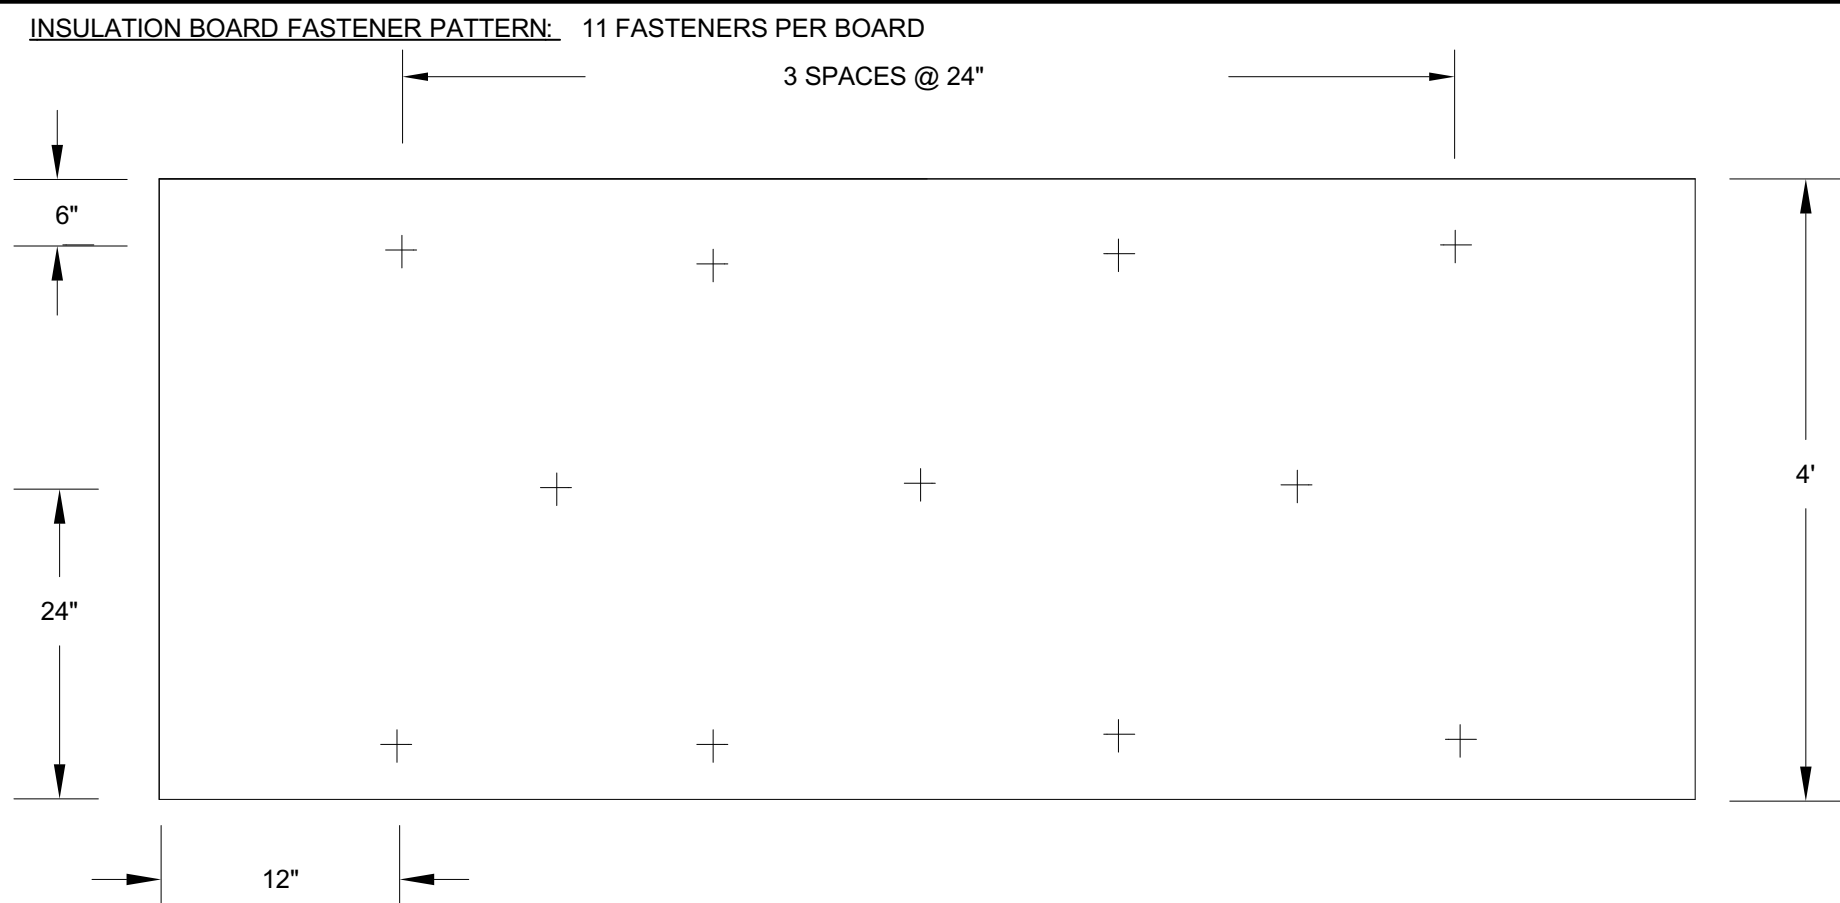 INSULATION BOARD FASTENER PATTERN: 11 FASTENERS PER BOARD
3 SPACES @ 24"
6"
4'
24"
12"